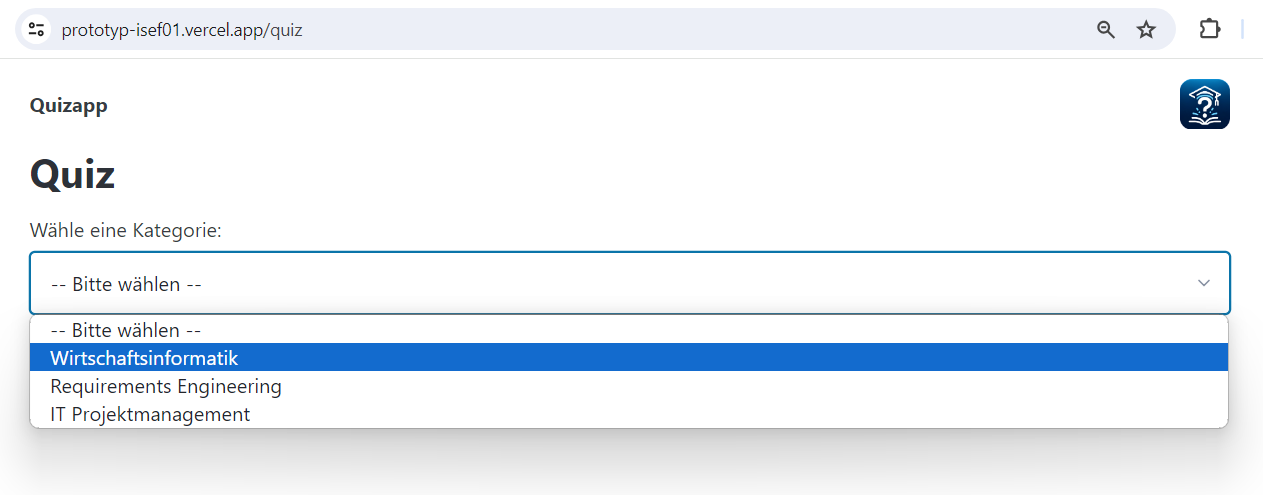 prototyp-isef01.vercel.app/quiz
Quizapp
Quiz
Wähle eine Kategorie:
-- Bitte wählen --
-- Bitte wählen --
Wirtschaftsinformatik
Requirements Engineering
IT Projektmanagement